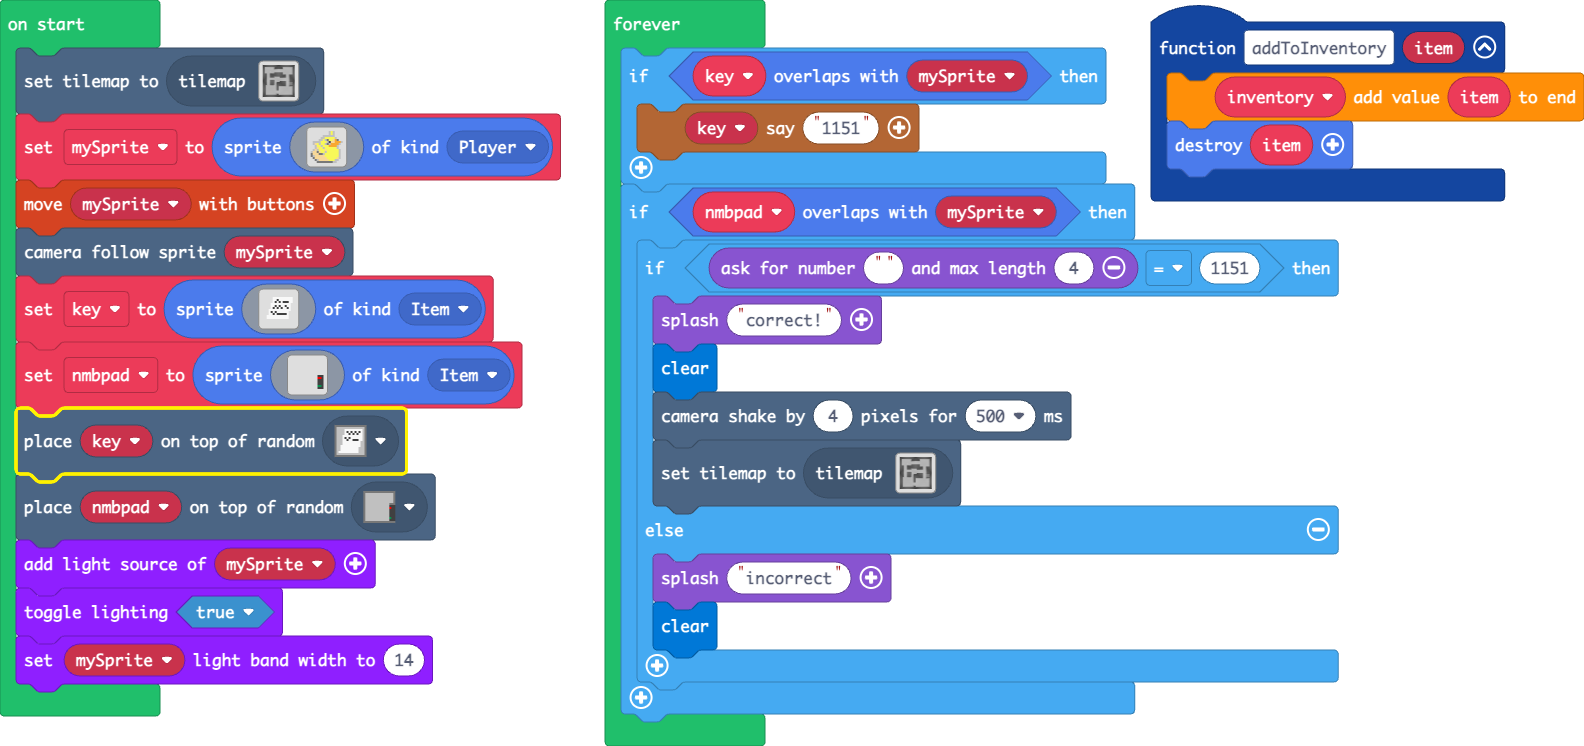 on start
set tilemap to tilemap
set mySprite to sprite of kind Player
move mySprite with buttons
camera follow sprite mySprite
set key to sprite of kind Item
set nmbpad to sprite of kind Item
place key on top of random
place nmbpad on top of random
add light source of mySprite
toggle lighting true
set mySprite light band width to 14
forever
if key overlaps with mySprite then
key say "1151"
if nmbpad overlaps with mySprite then
if ask for number " " and max length 4 = 1151 then
splash "correct!"
clear
camera shake by 4 pixels for 500 ms
set tilemap to tilemap
else
splash "incorrect"
clear
function addToInventory item
inventory add value item to end
destroy item